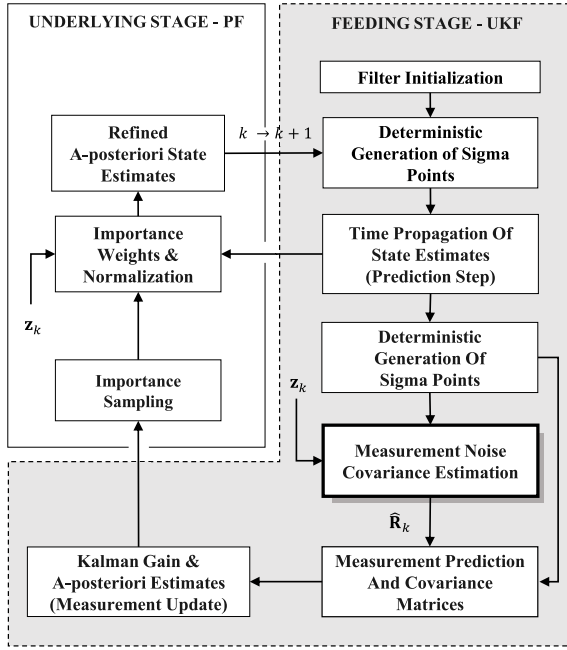 UNDERLYING STAGE - PF
Refined
A-posteriori State
Estimates
k → k + 1
Importance
Weights &
Normalization
z_k
Importance
Sampling
FEEDING STAGE - UKF
Filter Initialization
Deterministic
Generation of Sigma
Points
Time Propagation Of
State Estimates
(Prediction Step)
Deterministic
Generation Of
Sigma Points
z_k
Measurement Noise
Covariance Estimation
R̂_k
Measurement Prediction
And Covariance
Matrices
Kalman Gain &
A-posteriori Estimates
(Measurement Update)